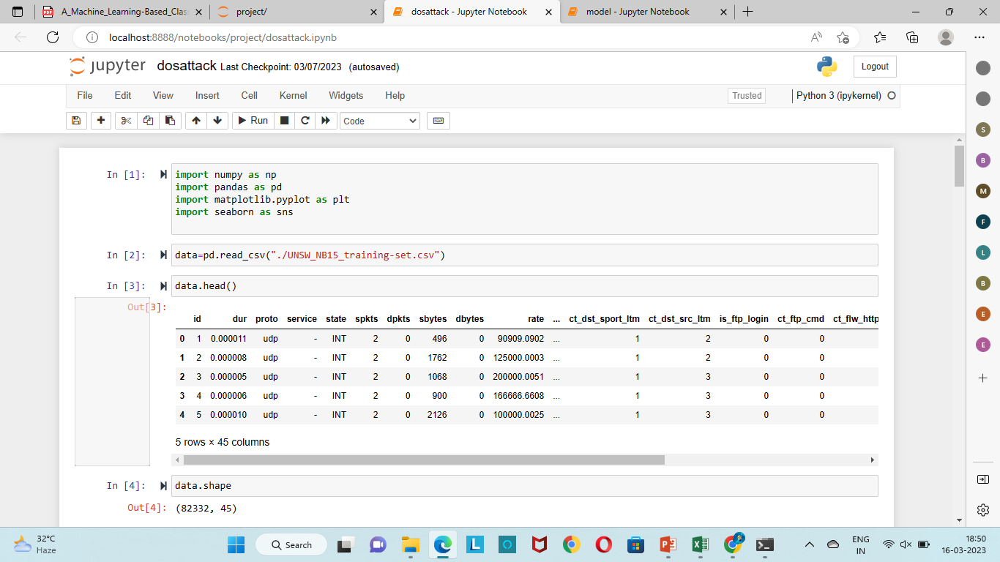 A_Machine_Learning-Based_Clas
project/
dosattack - Jupyter Notebook
model - Jupyter Notebook
localhost:8888/notebooks/project/dosattack.ipynb
jupyter dosattack Last Checkpoint: 03/07/2023 (autosaved)
Logout
File Edit View Insert Cell Kernel Widgets Help
Trusted
Python 3 (ipykernel)
Run
Code
In [1]:
import numpy as np
import pandas as pd
import matplotlib.pyplot as plt
import seaborn as sns
In [2]: data=pd.read_csv("./UNSW_NB15_training-set.csv")
In [3]: data.head()
Out[3]:
id dur proto service state spkts dpkts sbytes dbytes rate ... ct_dst_sport_ltm ct_dst_src_ltm is_ftp_login ct_ftp_cmd ct_flw_http
0 1 0.000011 udp - INT 2 0 496 0 90909.0902 ... 1 2 0 0
1 2 0.000008 udp - INT 2 0 1762 0 125000.0003 ... 1 2 0 0
2 3 0.000005 udp - INT 2 0 1068 0 200000.0051 ... 1 3 0 0
3 4 0.000006 udp - INT 2 0 900 0 166666.6608 ... 1 3 0 0
4 5 0.000010 udp - INT 2 0 2126 0 100000.0025 ... 1 3 0 0
5 rows × 45 columns
In [4]: data.shape
Out[4]: (82332, 45)
S
B
M
F
L
B
E
E
32°C
Haze
Search
ENG
IN
18:50
16-03-2023